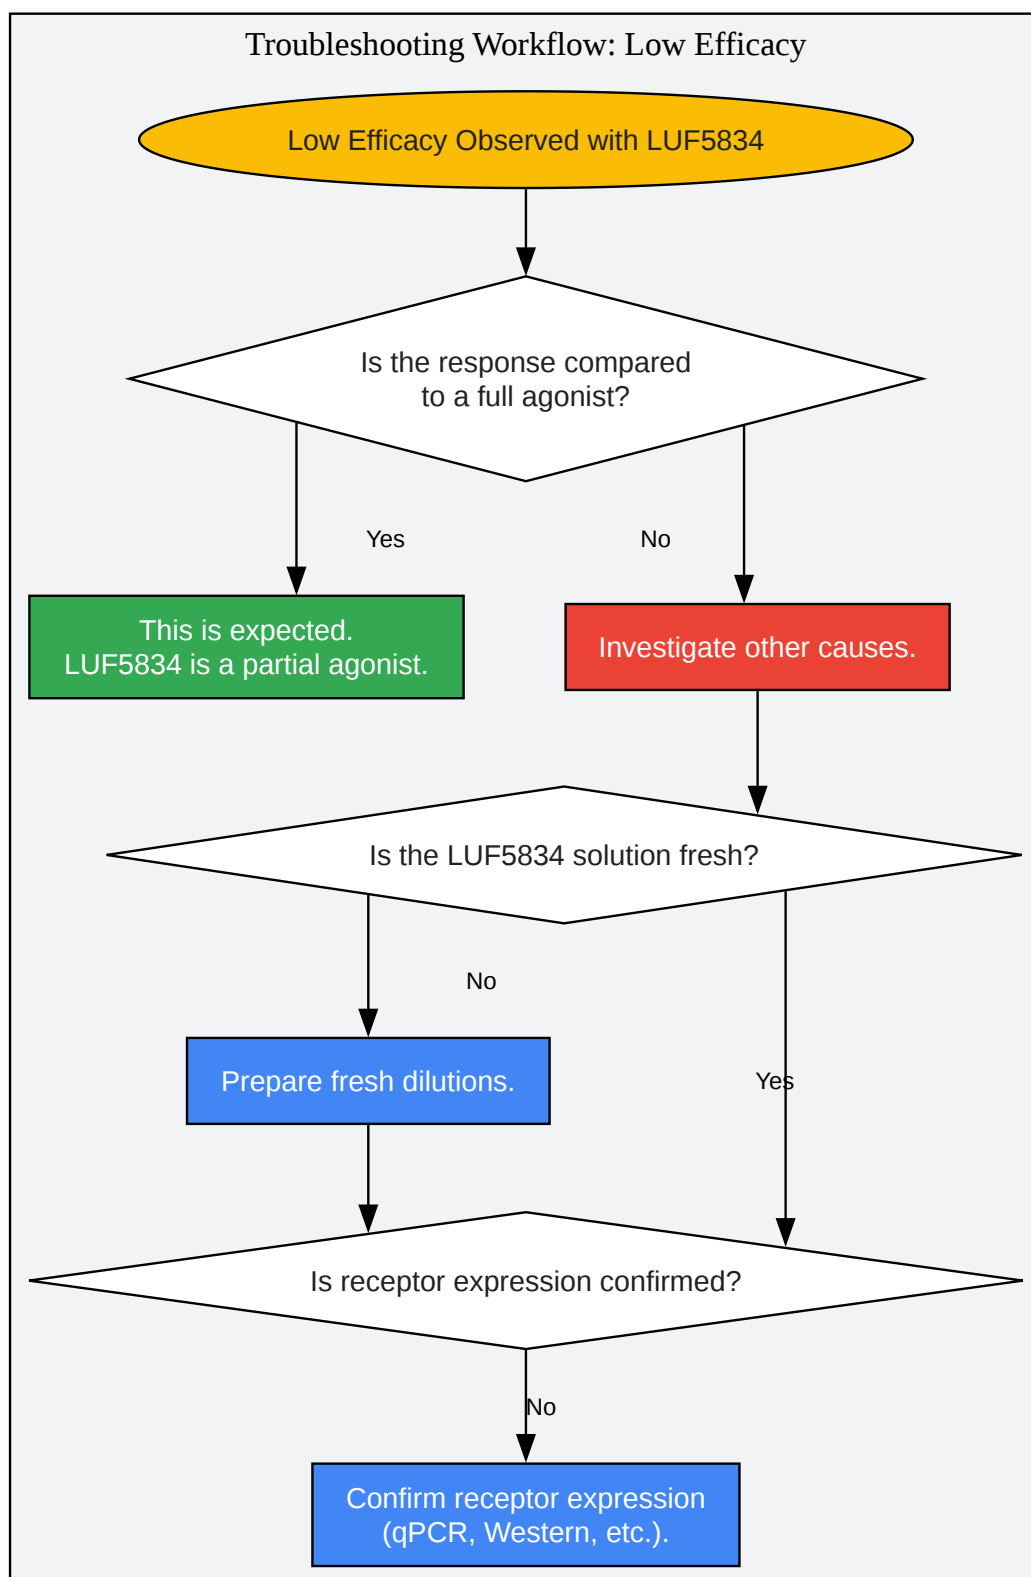 Troubleshooting Workflow: Low Efficacy
Low Efficacy Observed with LUF5834
Is the response compared
to a full agonist?
Yes
No
This is expected.
LUF5834 is a partial agonist.
Investigate other causes.
Is the LUF5834 solution fresh?
No
Prepare fresh dilutions.
Yes
Is receptor expression confirmed?
No
Confirm receptor expression
(qPCR, Western, etc.).